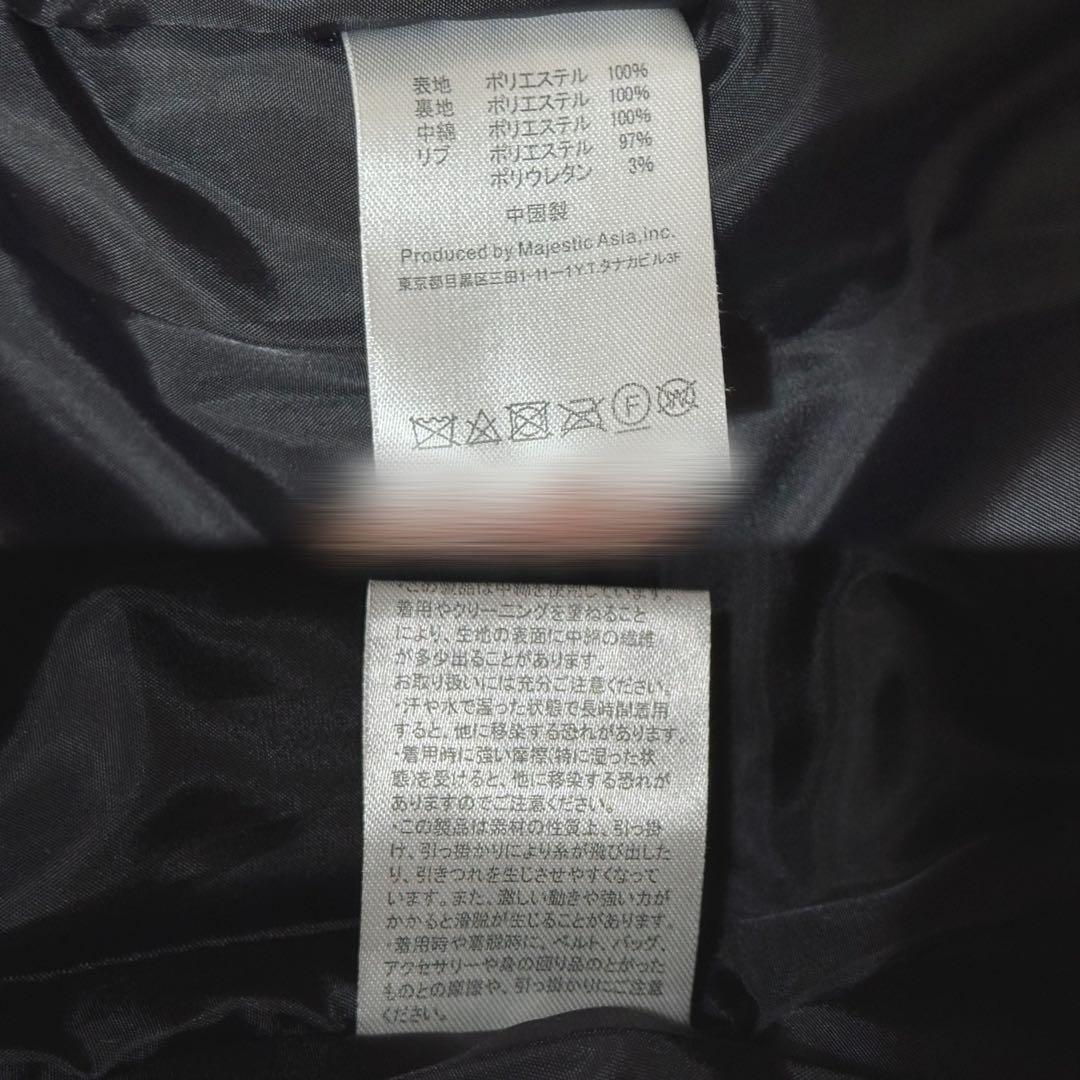 表地 ポリエステル 100%
裏地 ポリエステル 100%
中綿 ポリエステル 100%
リブ ポリエステル 97%
ポリウレタン 3%
中国製
Produced by Majestic Asia,Inc.
東京都目黒区三田1-11ー1Y.T.タナカビル3F
F
W
着用やクリーニングを重ねること
により、生地の表面に中綿の繊維
が多少出ることがあります。
お取り扱いには充分ご注意ください。
・汗や水で湿った状態で長時間着用
すると、他に移染する恐れがあります。
・着用時に強い摩擦(特に湿った状
態)を受けると、他に移染する恐れが
ありますのでご注意ください。
・この製品は素材の性質上、引っ掛
け、引っ掛かりにより糸が飛び出した
り、引きつれを生じさせやすくなって
います。また、激しい動きや強い力が
かかると滑脱が生じることがあります。
・着用時や着脱時に、ベルト、バッグ、
アクセサリーや身の回り品のとがった
ものとの摩擦や、引っ掛かりにご注意
ください。